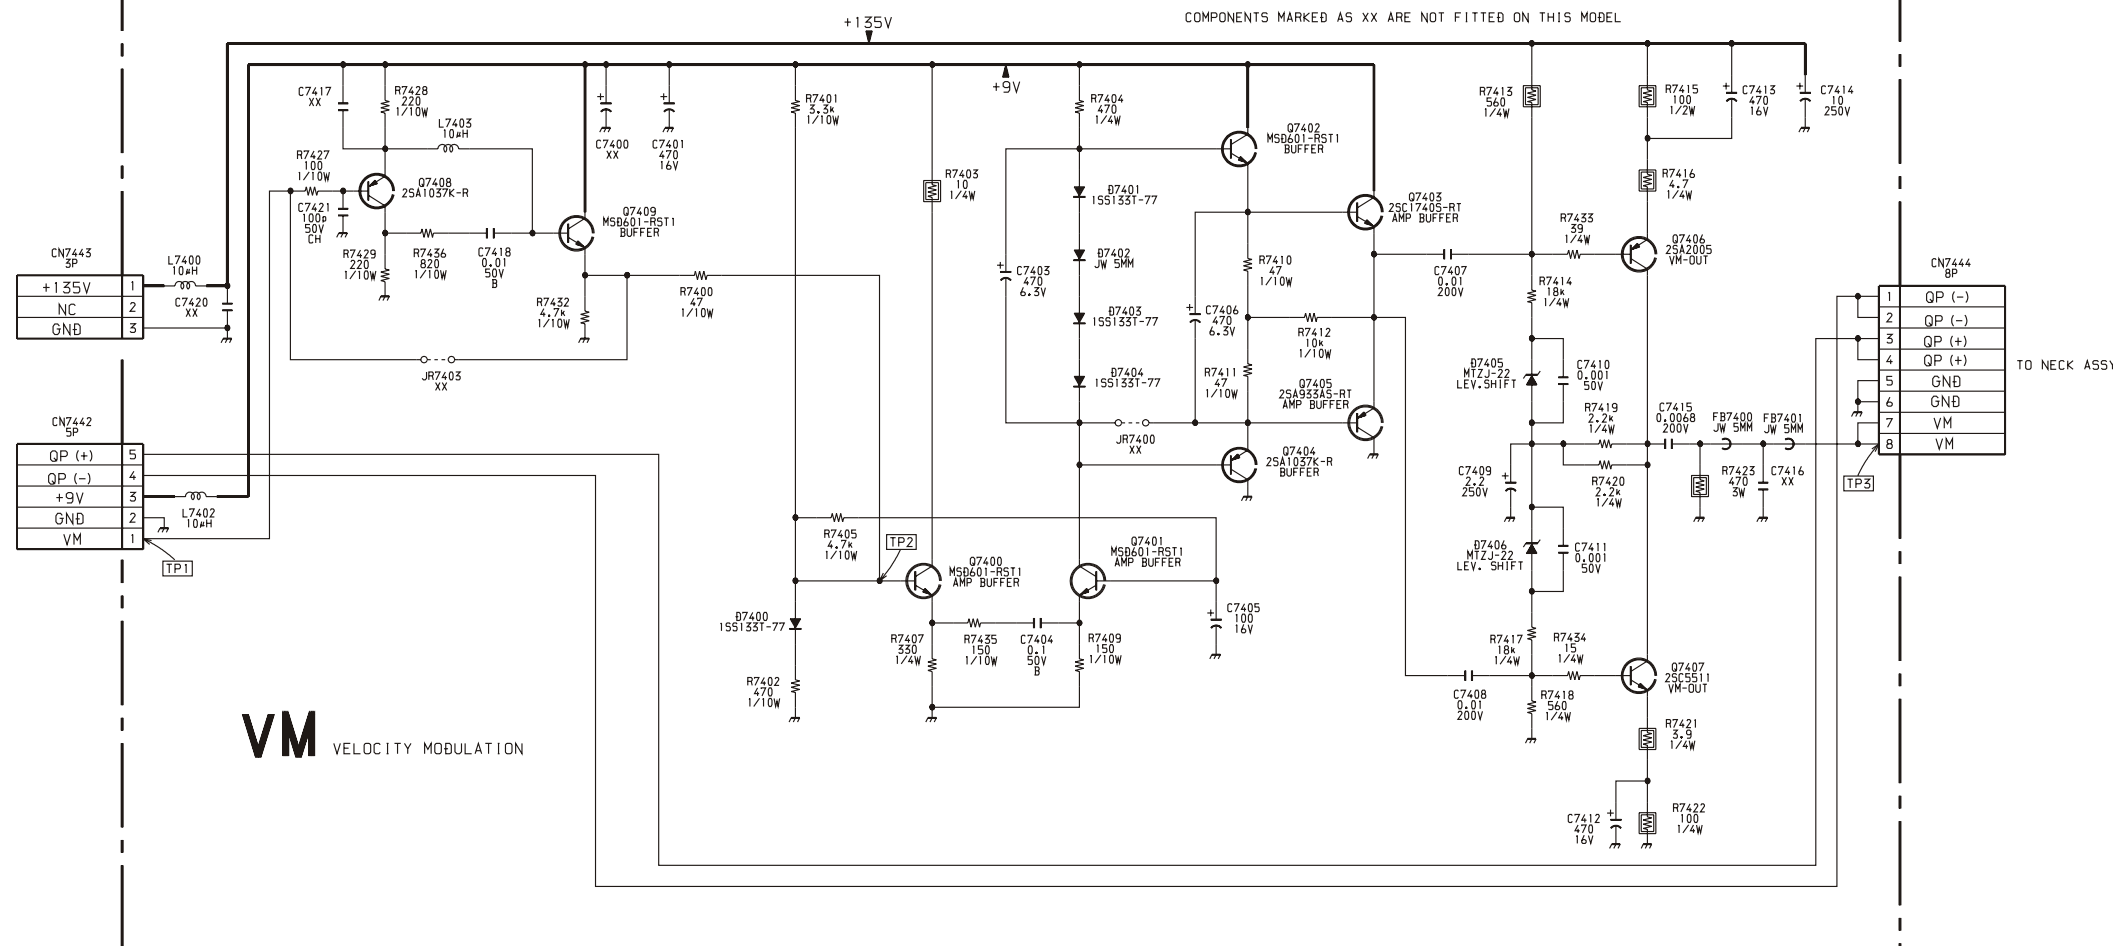 +135V
COMPONENTS MARKED AS XX ARE NOT FITTED ON THIS MODEL
+9V
C7417
XX
R7428
220
1/10W
L7403
10µH
R7427
100
1/10W
C7421
100p
50V
CH
Q7408
2SA1037K-R
R7429
220
1/10W
R7436
820
1/10W
C7418
0.01
50V
B
Q7409
MSD601-RST1
BUFFER
C7400
XX
C7401
470
16V
R7432
4.7k
1/10W
R7400
47
1/10W
JR7403
XX
R7401
3.3k
1/10W
R7403
10
1/4W
R7404
470
1/4W
D7401
1SS133T-77
D7402
JW 5MM
D7403
1SS133T-77
D7404
1SS133T-77
C7403
470
6.3V
Q7402
MSD601-RST1
BUFFER
Q7403
2SC1740S-RT
AMP BUFFER
R7410
47
1/10W
C7406
470
6.3V
R7412
10k
1/10W
R7411
47
1/10W
Q7405
2SA933AS-RT
AMP BUFFER
JR7400
XX
Q7404
2SA1037K-R
BUFFER
C7407
0.01
200V
R7413
560
1/4W
R7415
100
1/2W
C7413
470
16V
C7414
10
250V
R7416
4.7
1/4W
R7433
39
1/4W
Q7406
2SA2005
VM-OUT
R7414
18k
1/4W
D7405
MTZJ-22
LEV.SHIFT
C7410
0.001
50V
R7419
2.2k
1/4W
C7415
0.0068
200V
FB7400
JW 5MM
FB7401
JW 5MM
R7420
2.2k
1/4W
R7423
470
3W
C7416
XX
C7409
2.2
250V
D7406
MTZJ-22
LEV. SHIFT
C7411
0.001
50V
R7417
18k
1/4W
R7434
15
1/4W
Q7407
2SC5511
VM-OUT
C7408
0.01
200V
R7418
560
1/4W
R7421
3.9
1/4W
C7412
470
16V
R7422
100
1/4W
CN7443
3P
+135V 1
NC 2
GND 3
L7400
10µH
C7420
XX
CN7442
5P
QP (+) 5
QP (-) 4
+9V 3
GND 2
VM 1
L7402
10µH
TP1
R7405
4.7k
1/10W
TP2
Q7400
MSD601-RST1
AMP BUFFER
Q7401
MSD601-RST1
AMP BUFFER
D7400
1SS133T-77
R7402
470
1/10W
R7407
330
1/4W
R7435
150
1/10W
C7404
0.1
50V
B
R7409
150
1/10W
C7405
100
16V
CN7444
8P
1 QP (-)
2 QP (-)
3 QP (+)
4 QP (+)
5 GND
6 GND
7 VM
8 VM
TO NECK ASSY
TP3
VM VELOCITY MODULATION